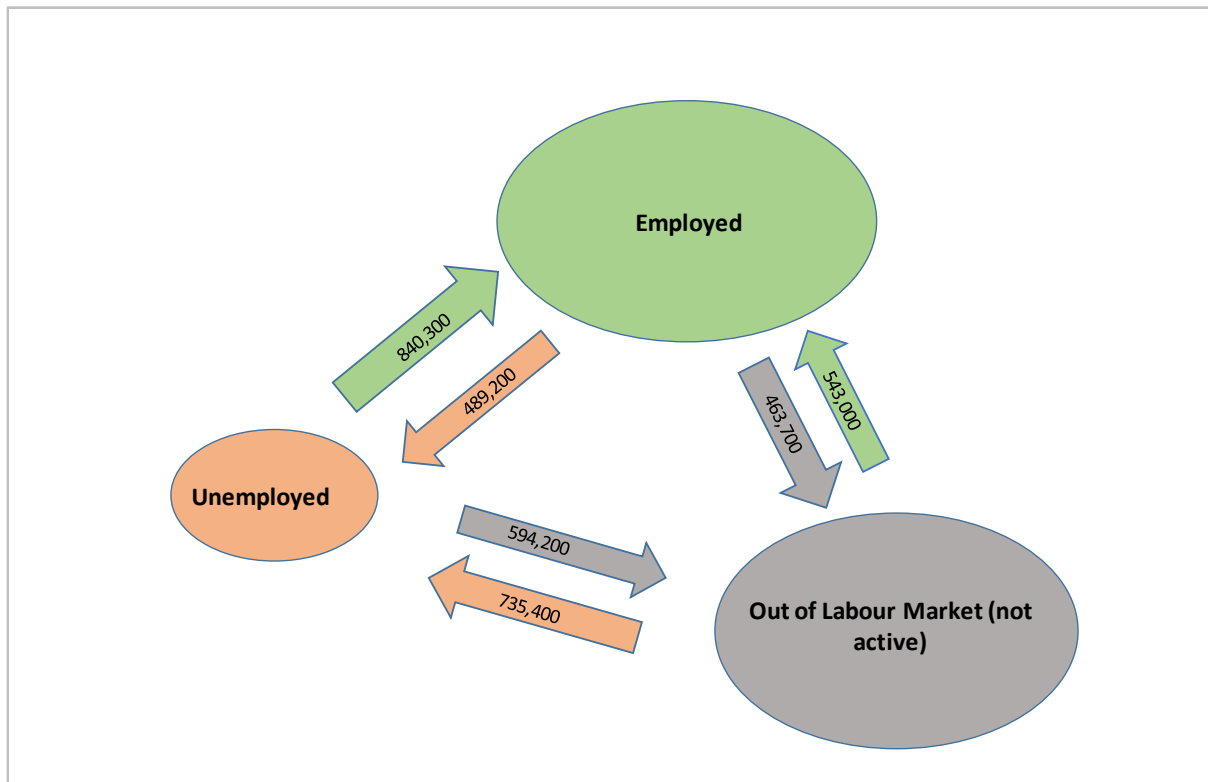 Employed
840,300
489,200
543,000
463,700
Unemployed
594,200
735,400
Out of Labour Market (not
active)